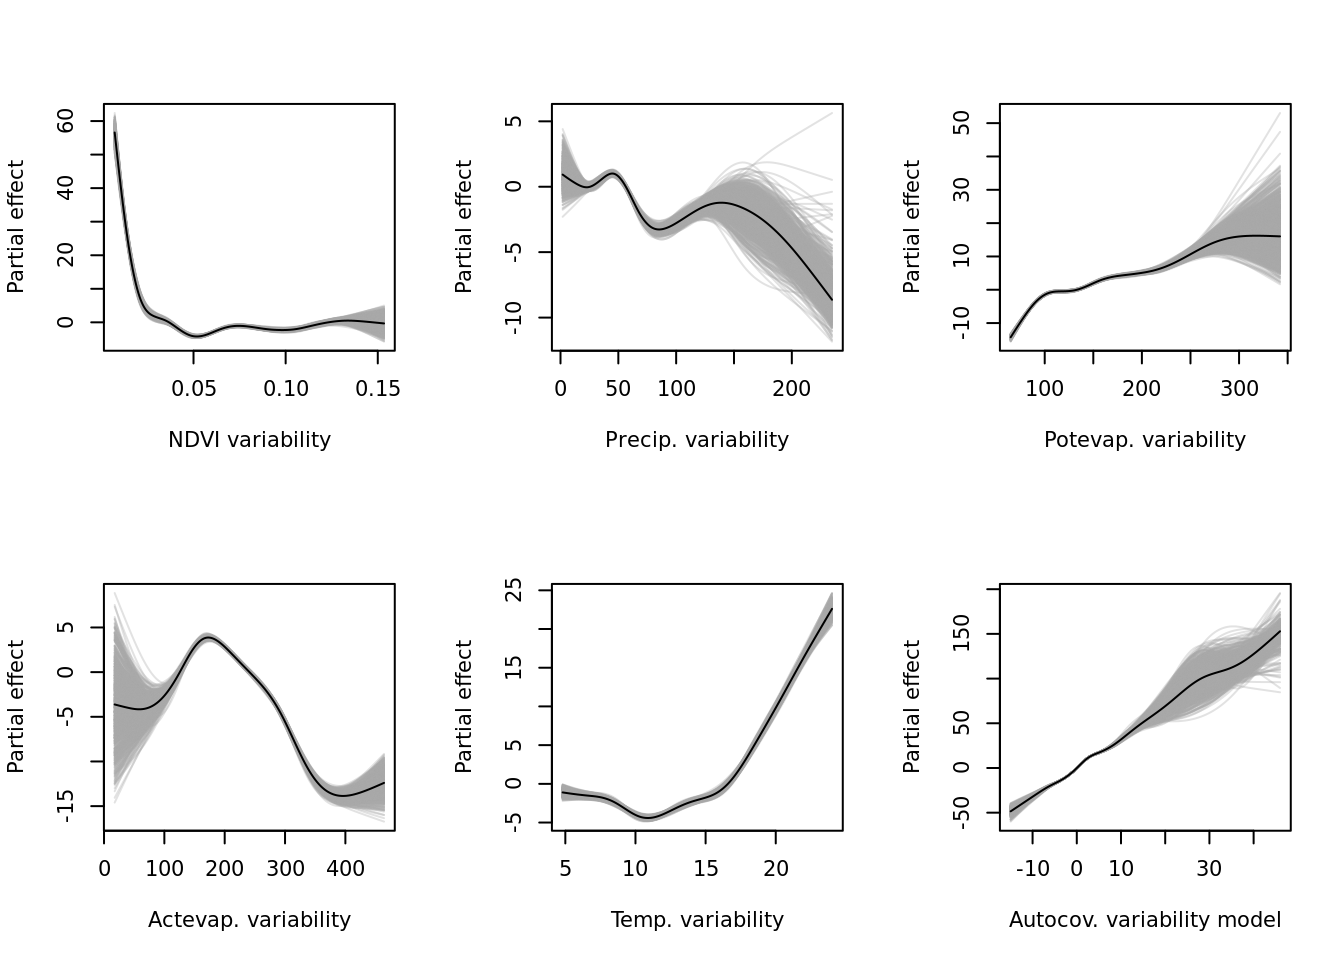 Partial effect
60
40
20
0
0.05 0.10 0.15
NDVI variability
Partial effect
5
0
-5
-10
0 50 100 200
Precip. variability
Partial effect
50
30
10
-10
100 200 300
Potevap. variability
Partial effect
5
0
-5
-15
0 100 200 300 400
Actevap. variability
Partial effect
25
15
5
0
-5
5 10 15 20
Temp. variability
Partial effect
150
50
0
-50
-10 0 10 30
Autocov. variability model